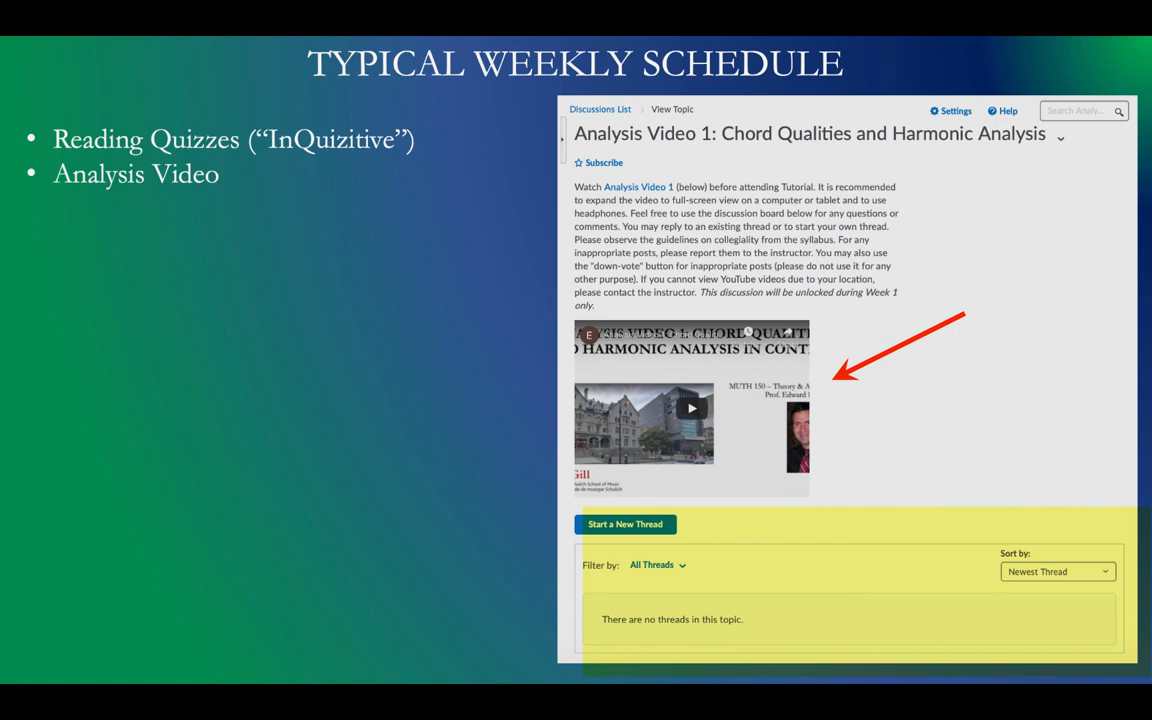 TYPICAL WEEKLY SCHEDULE
• Reading Quizzes (“InQuizitive”)
• Analysis Video
Discussions List › View Topic
Settings
Help
Search Analy...
Analysis Video 1: Chord Qualities and Harmonic Analysis
Subscribe
Watch Analysis Video 1 (below) before attending Tutorial. It is recommended
to expand the video to full-screen view on a computer or tablet and to use
headphones. Feel free to use the discussion board below for any questions or
comments. You may reply to an existing thread or to start your own thread.
Please observe the guidelines on collegiality from the syllabus. For any
inappropriate posts, please report them to the instructor. You may also use
the "down-vote" button for inappropriate posts (please do not use it for any
other purpose). If you cannot view YouTube videos due to your location,
please contact the instructor. This discussion will be unlocked during Week 1
only.
E
HARMONIC ANALYSIS IN CONT
MUTH 150 – Theory & A
Prof. Edward
Gill
Start a New Thread
Filter by: All Threads
Sort by:
Newest Thread
There are no threads in this topic.